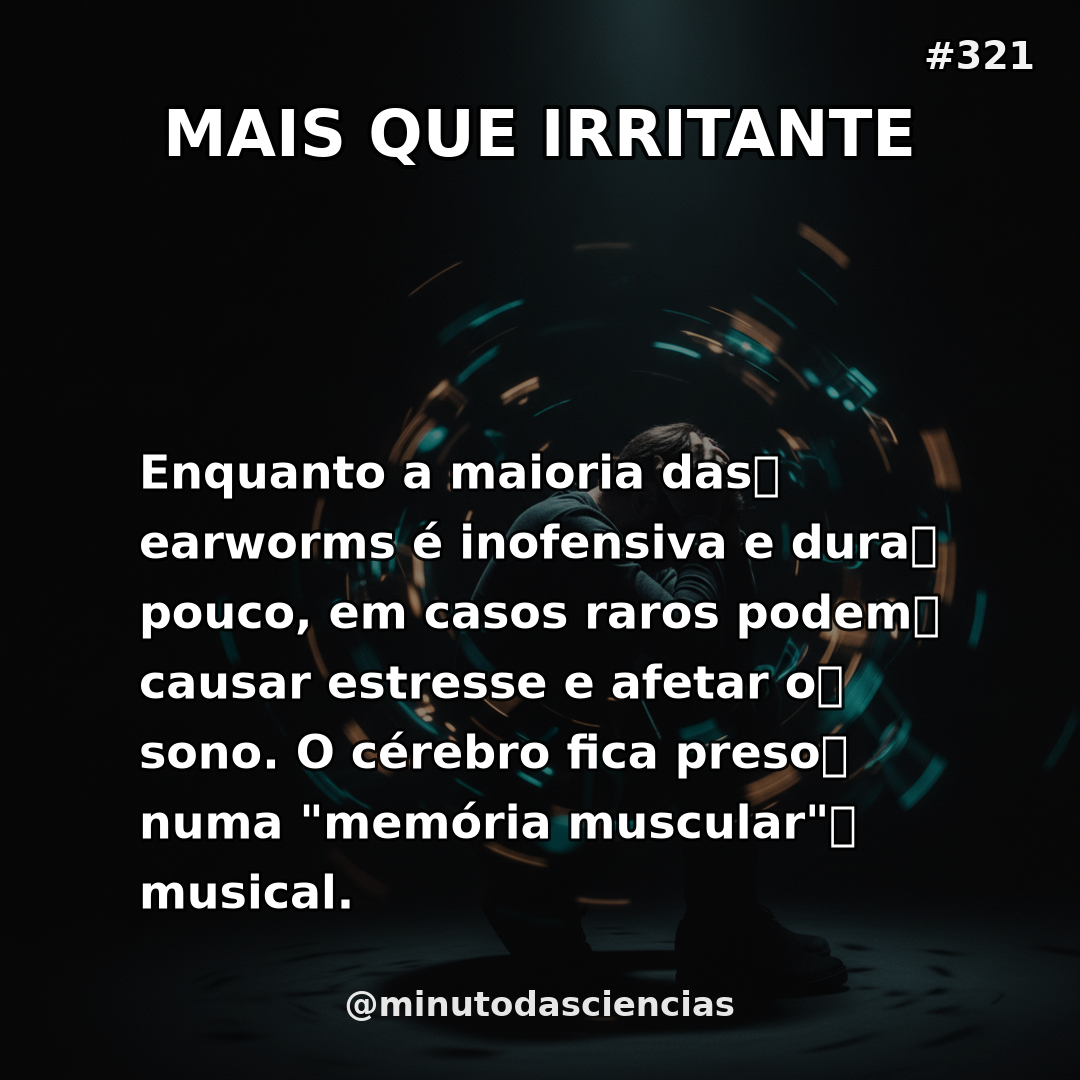 #321
MAIS QUE IRRITANTE
Enquanto a maioria das▯
earworms é inofensiva e dura▯
pouco, em casos raros podem▯
causar estresse e afetar o▯
sono. O cérebro fica preso▯
numa "memória muscular"▯
musical.
@minutodasciencias